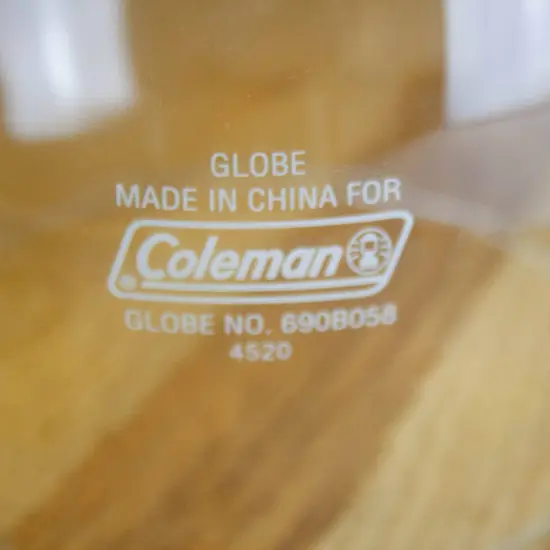 GLOBE
MADE IN CHINA FOR
Coleman
GLOBE NO. 690B058
4520